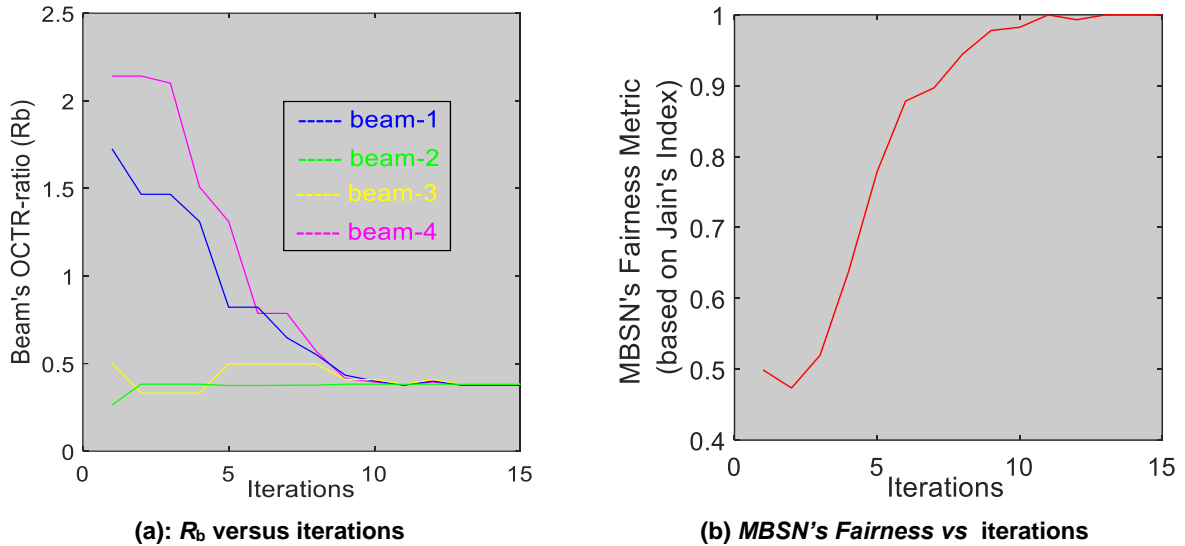 2.5
2
1.5
1
0.5
0
0
5
10
15
Beam's OCTR-ratio (Rb)
Iterations
----- beam-1
----- beam-2
----- beam-3
----- beam-4
(a): Rb versus iterations
1
0.9
0.8
0.7
0.6
0.5
0.4
0
5
10
15
MBSN's Fairness Metric
(based on Jain's Index)
Iterations
(b) MBSN's Fairness vs iterations